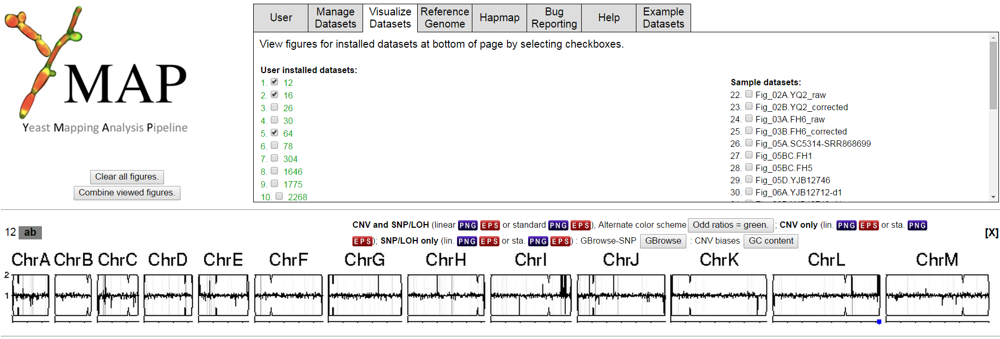 MAP
Yeast Mapping Analysis Pipeline
Clear all figures.
Combine viewed figures.
User
Manage Datasets
Visualize Datasets
Reference Genome
Hapmap
Bug Reporting
Help
Example Datasets
View figures for installed datasets at bottom of page by selecting checkboxes.
User installed datasets:
1. 12
2. 16
3. 26
4. 30
5. 64
6. 78
7. 304
8. 1646
9. 1775
10. 2268
Sample datasets:
22. Fig_02A.YQ2_raw
23. Fig_02B.YQ2_corrected
24. Fig_03A.FH6_raw
25. Fig_03B.FH6_corrected
26. Fig_05A.SC5314-SRR868699
27. Fig_05BC.FH1
28. Fig_05BC.FH5
29. Fig_05D.YJB12746
30. Fig_06A.YJB12712-d1
12 ab
CNV and SNP/LOH (linear PNG EPS or standard PNG EPS), Alternate color scheme Odd ratios = green. ; CNV only (lin. PNG EPS or sta. PNG
EPS); SNP/LOH only (lin. PNG EPS or sta. PNG EPS) : GBrowse-SNP GBrowse : CNV biases GC content
[X]
ChrA ChrB ChrC ChrD ChrE ChrF ChrG ChrH ChrI ChrJ ChrK ChrL ChrM
2
1